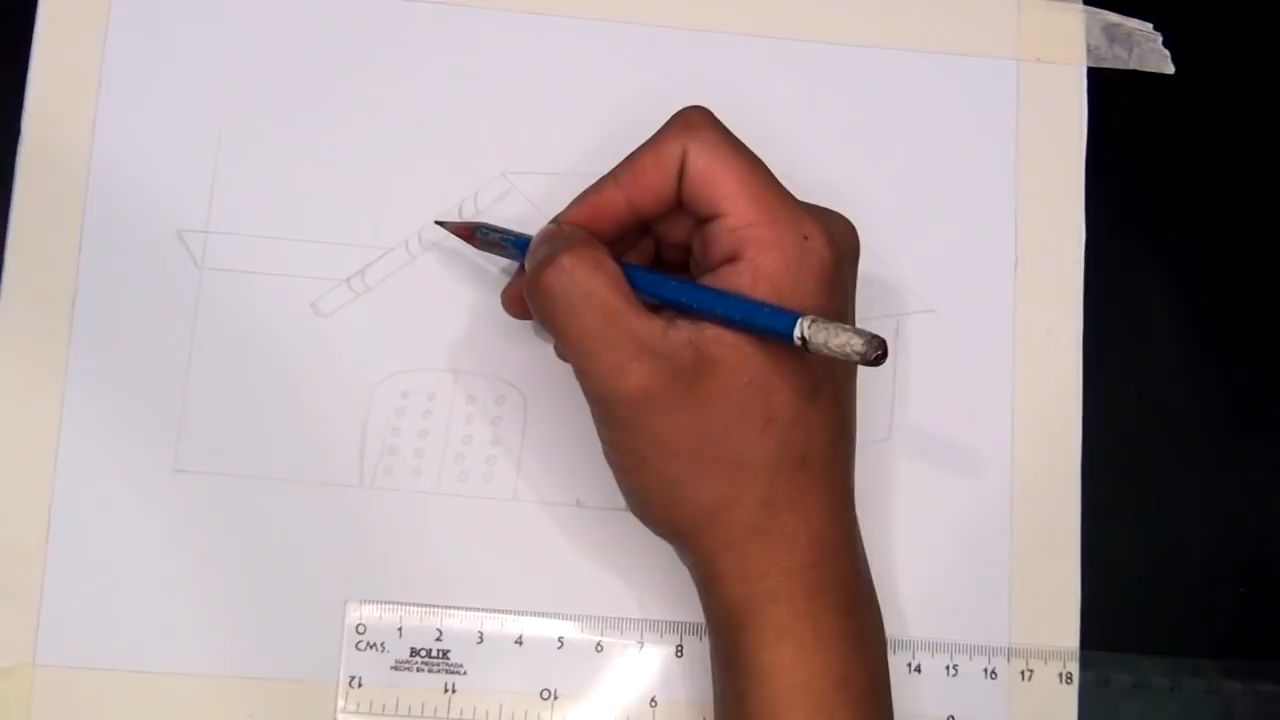 0 1 2 3 4 5 6 7 8 14 15 16 17 18
CMS.
BOLIK
MARCA REGISTRADA
HECHO EN GUATEMALA
12 11 10 9